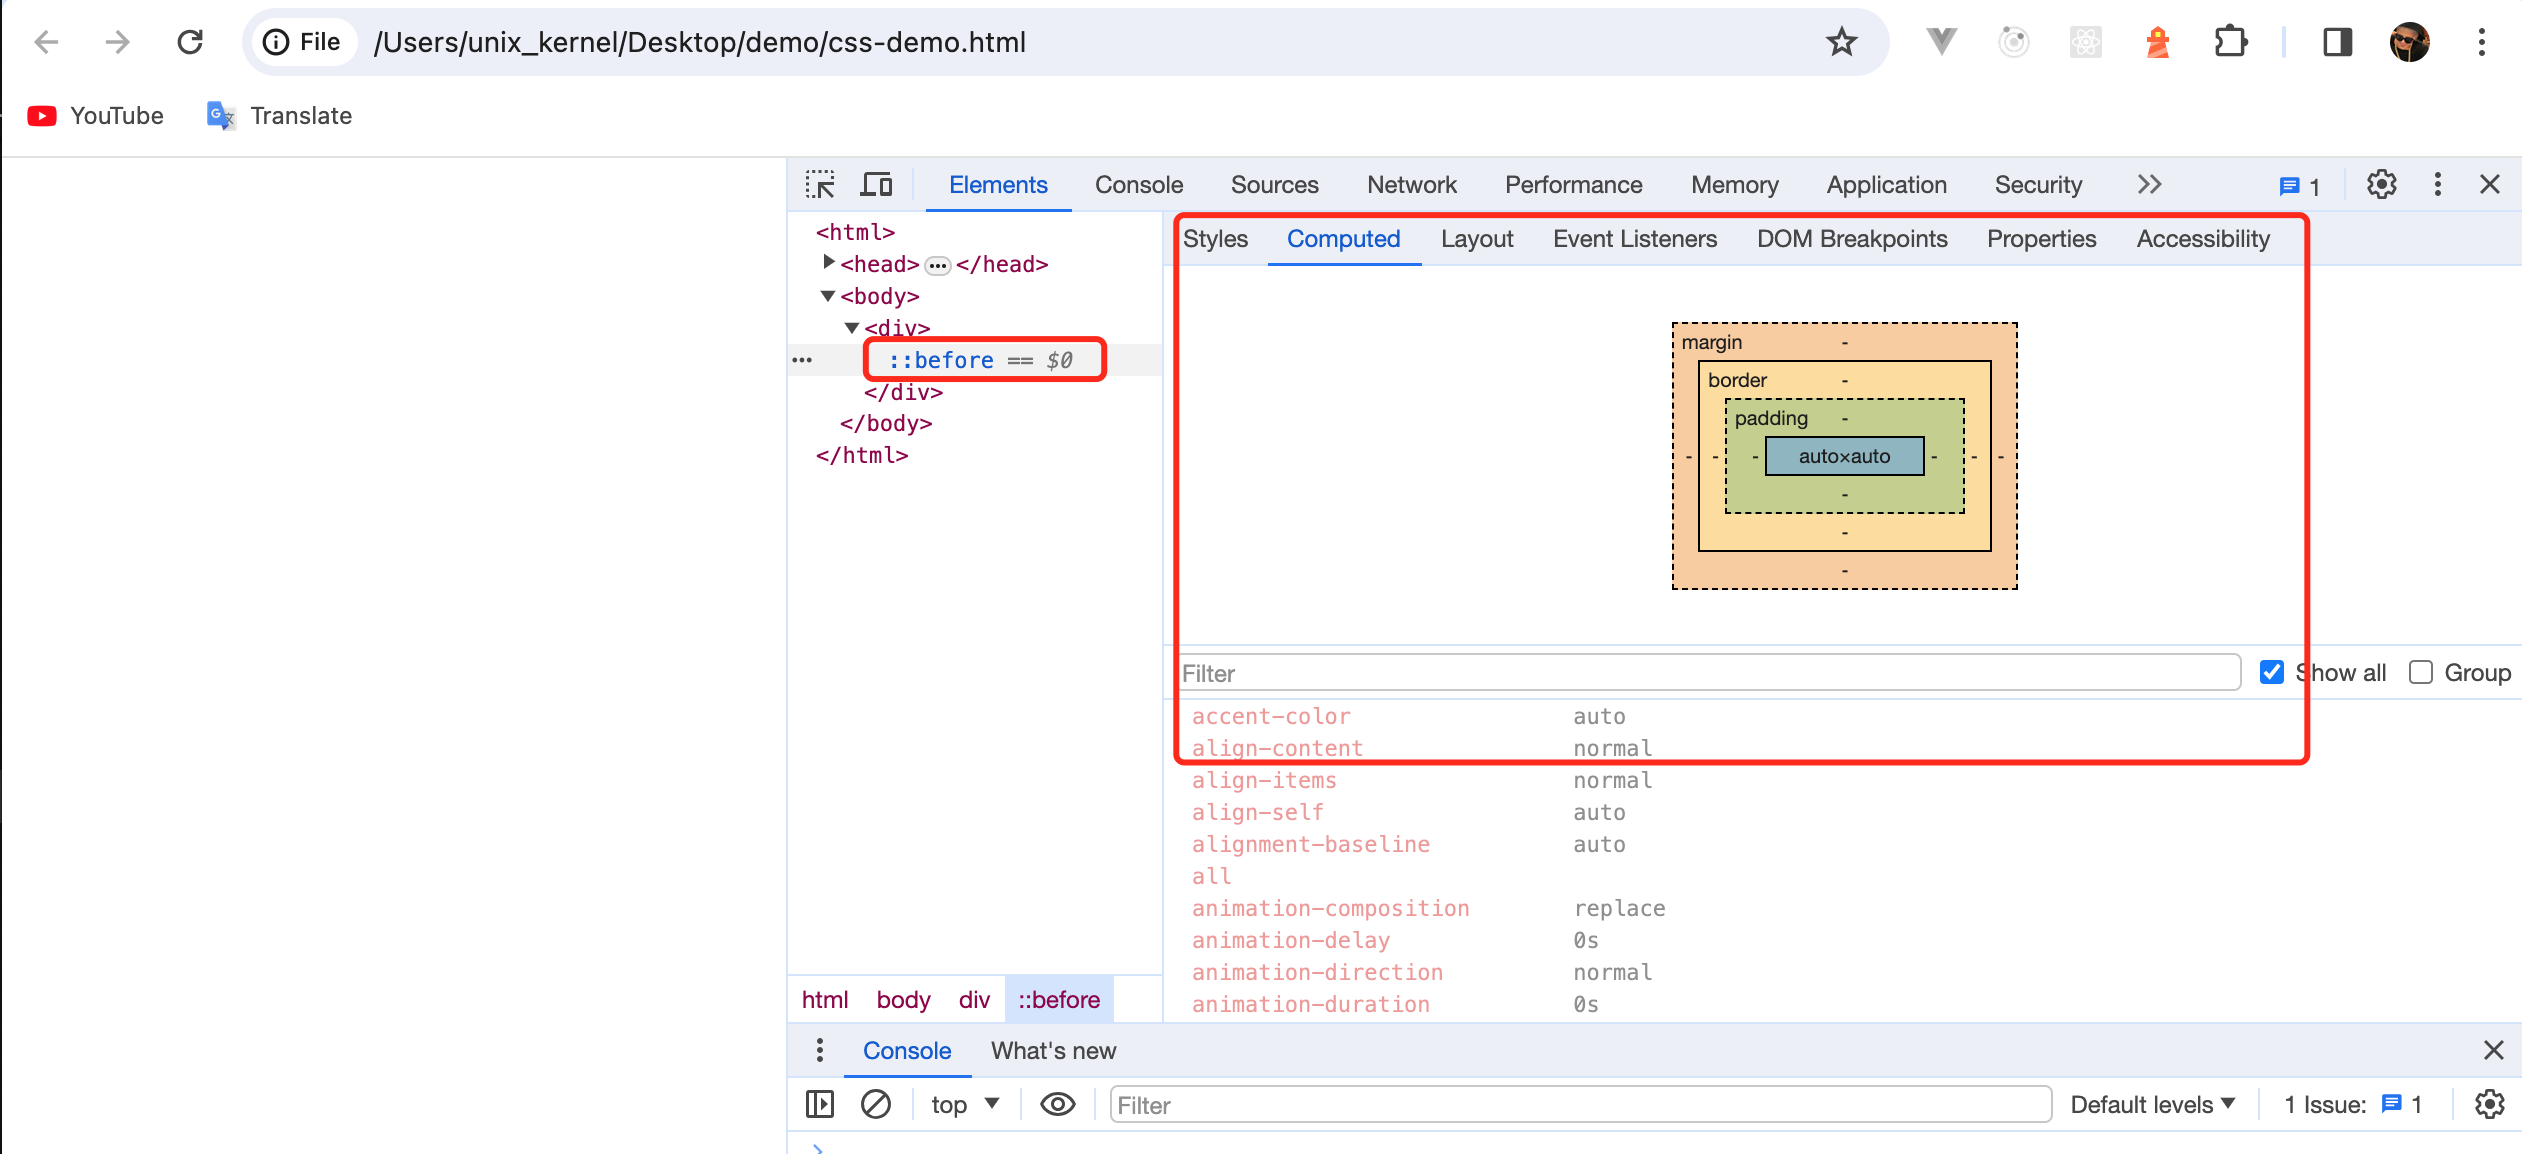 File /Users/unix_kernel/Desktop/demo/css-demo.html
YouTube Translate
Elements Console Sources Network Performance Memory Application Security 1
Styles Computed Layout Event Listeners DOM Breakpoints Properties Accessibility
<html>
<head> ... </head>
<body>
<div>
... ::before == $0
</div>
</body>
</html>
margin -
border -
padding -
- - - auto×auto - - -
-
-
-
Filter Show all Group
accent-color auto
align-content normal
align-items normal
align-self auto
alignment-baseline auto
all
animation-composition replace
animation-delay 0s
animation-direction normal
animation-duration 0s
html body div ::before
Console What's new
top Filter Default levels 1 Issue: 1